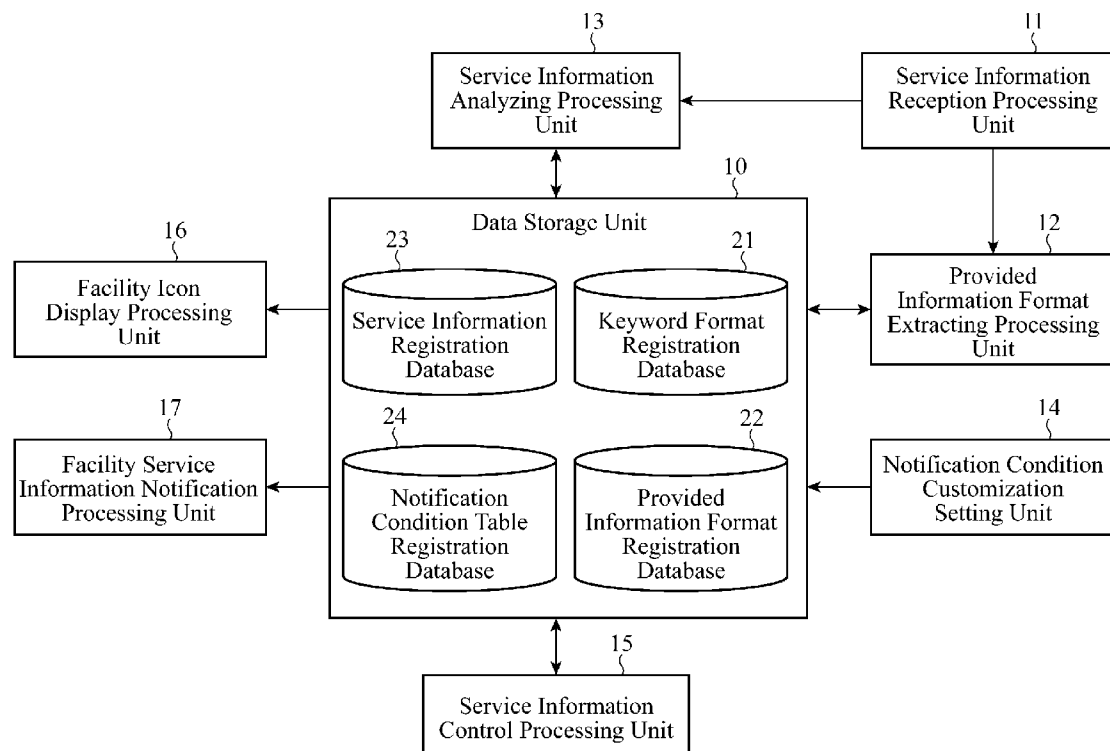 13
Service Information
Analyzing Processing
Unit
11
Service Information
Reception Processing
Unit
10
Data Storage Unit
16
Facility Icon
Display Processing
Unit
23
Service Information
Registration
Database
21
Keyword Format
Registration
Database
12
Provided
Information Format
Extracting Processing
Unit
17
Facility Service
Information Notification
Processing Unit
24
Notification
Condition Table
Registration
Database
22
Provided
Information Format
Registration
Database
14
Notification Condition
Customization
Setting Unit
15
Service Information
Control Processing Unit